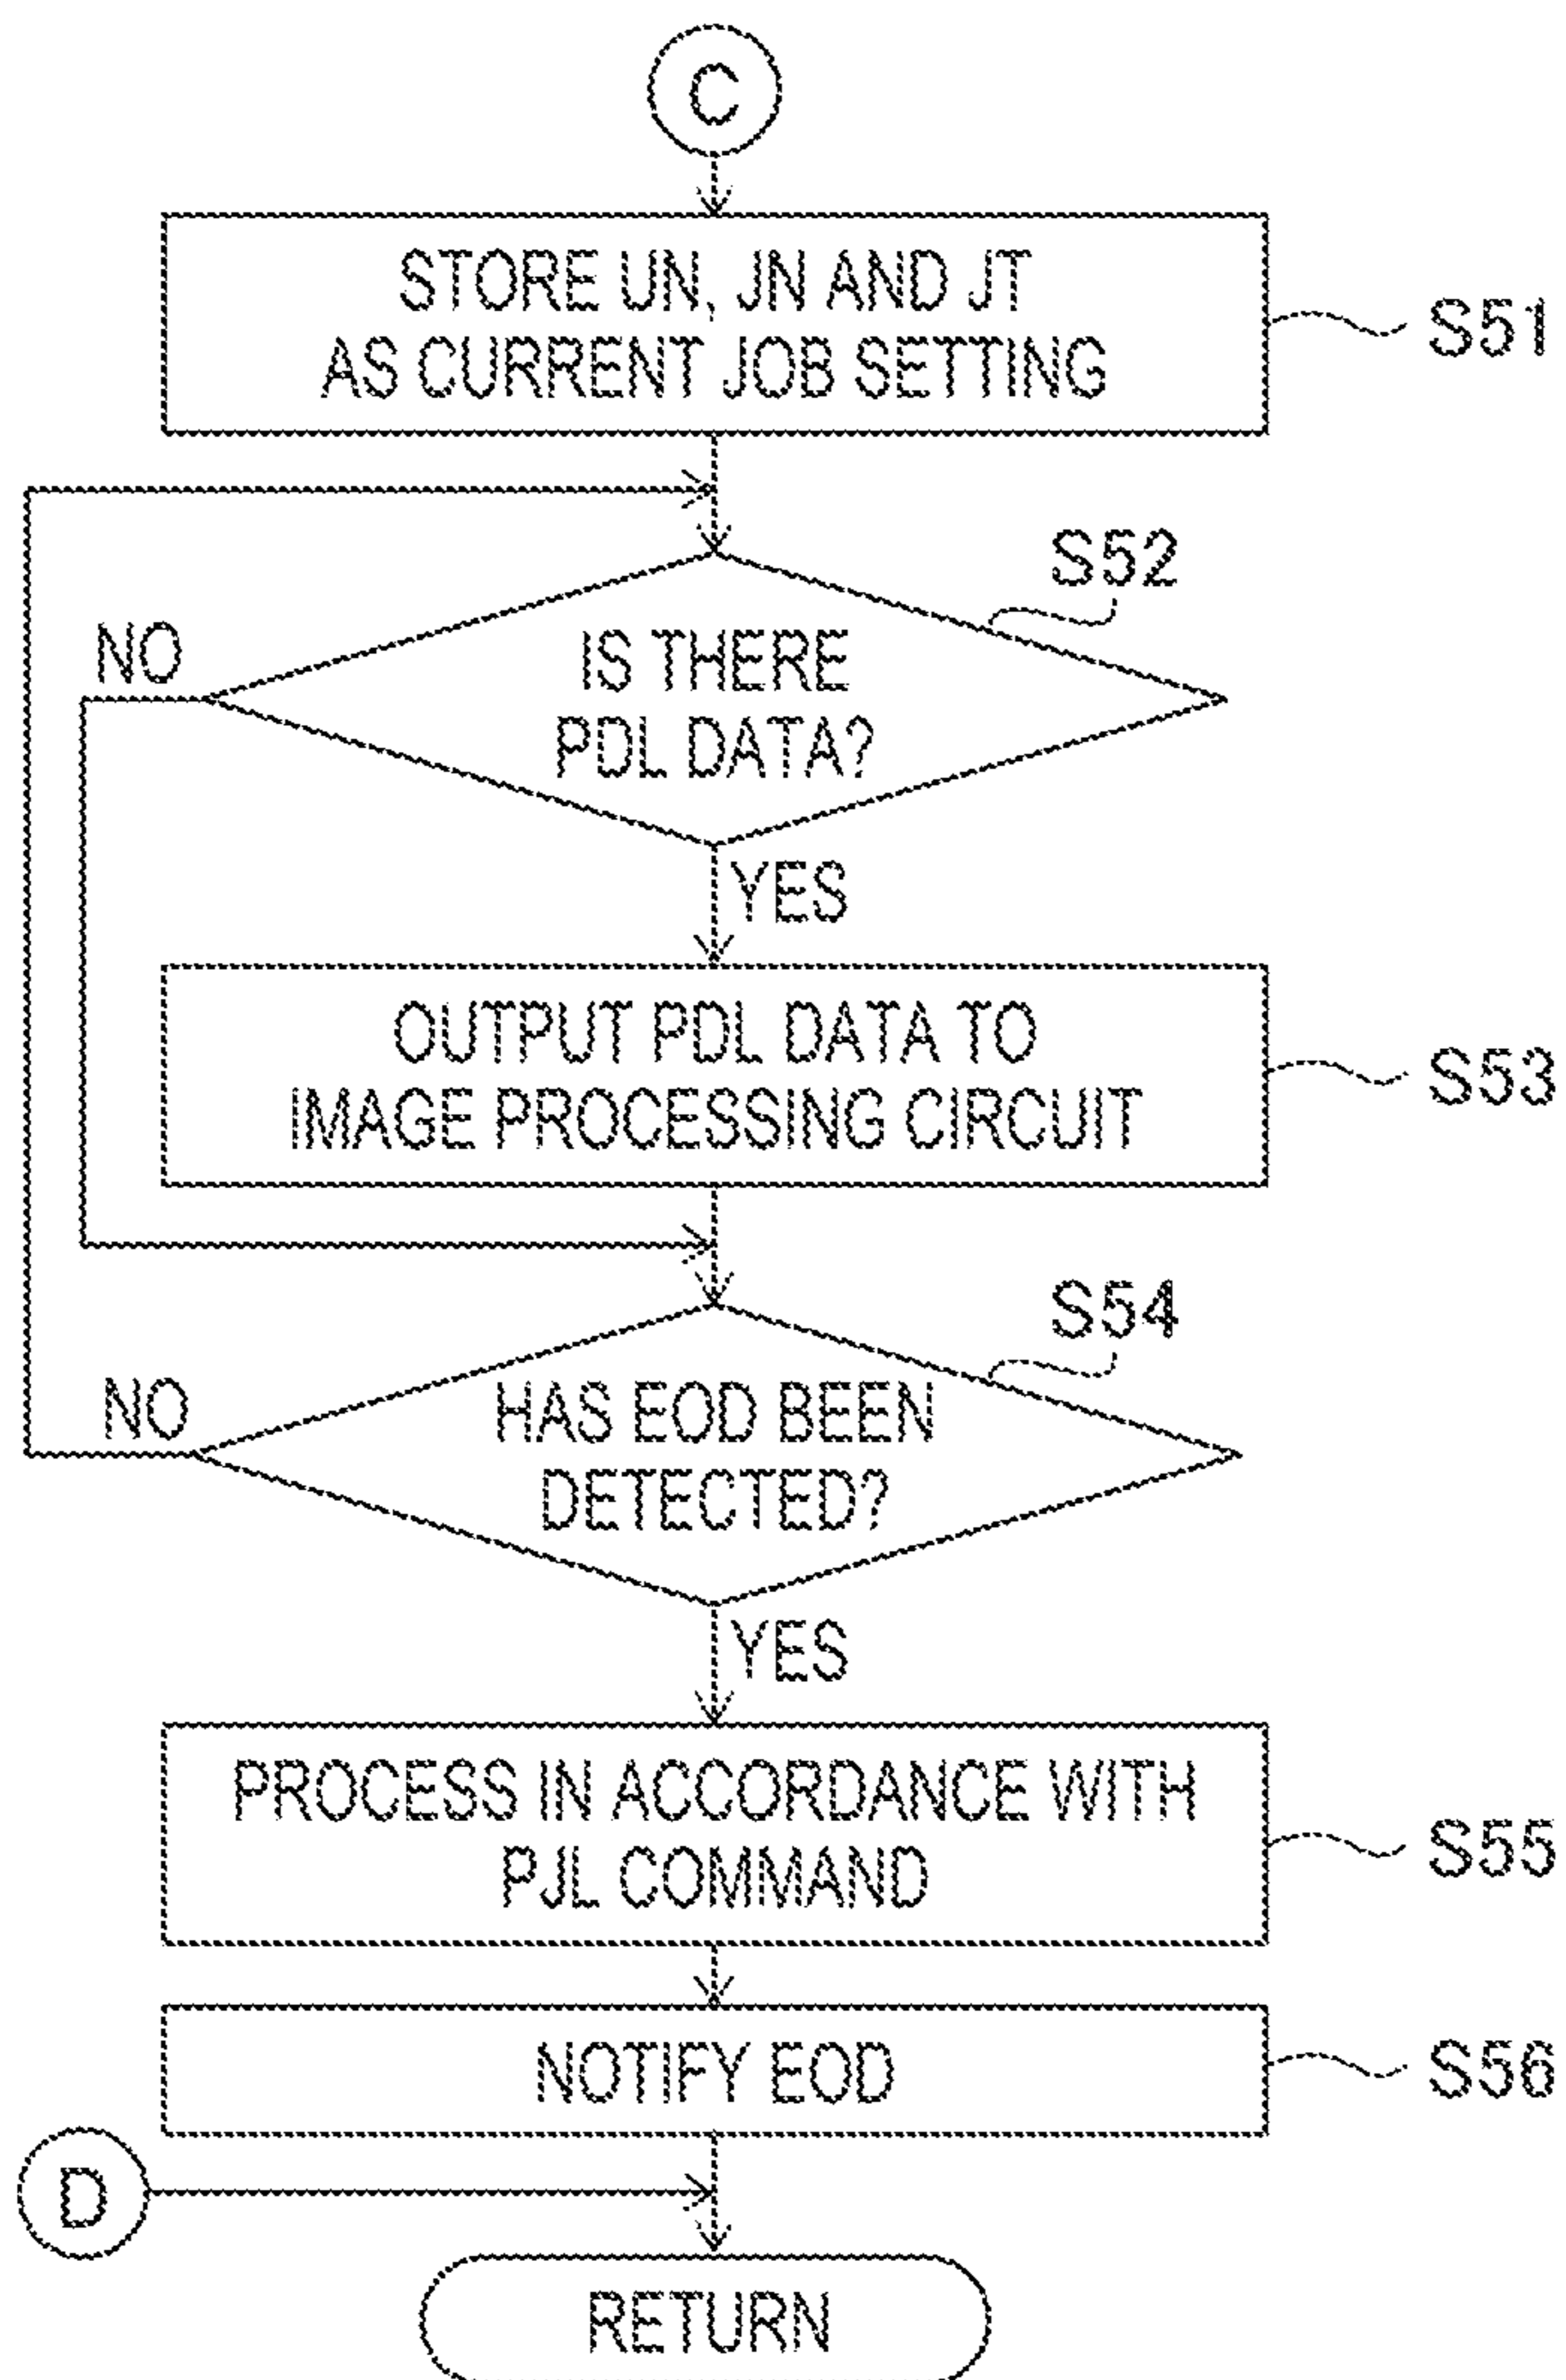 C
STORE UN, JN AND JT
AS CURRENT JOB SETTING
S51
S52
NO
IS THERE
PDL DATA?
YES
OUTPUT PDL DATA TO
IMAGE PROCESSING CIRCUIT
S53
S54
NO
HAS EOD BEEN
DETECTED?
YES
PROCESS IN ACCORDANCE WITH
PJL COMMAND
S55
NOTIFY EOD
S56
D
RETURN